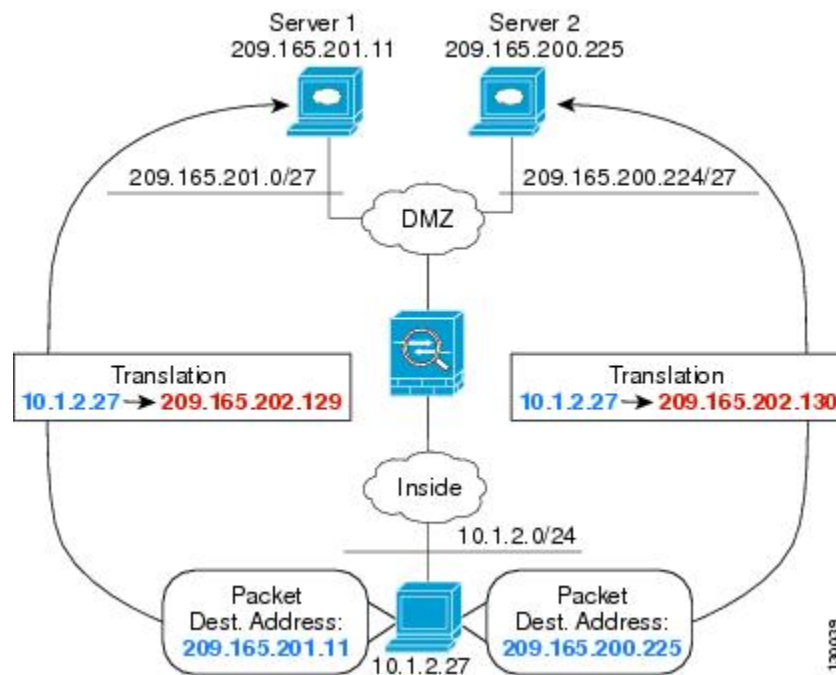 Server 1
209.165.201.11
Server 2
209.165.200.225
209.165.201.0/27
209.165.200.224/27
DMZ
Translation
10.1.2.27 → 209.165.202.129
Translation
10.1.2.27 → 209.165.202.130
Inside
10.1.2.0/24
Packet
Dest. Address:
209.165.201.11
Packet
Dest. Address:
209.165.200.225
10.1.2.27
130039